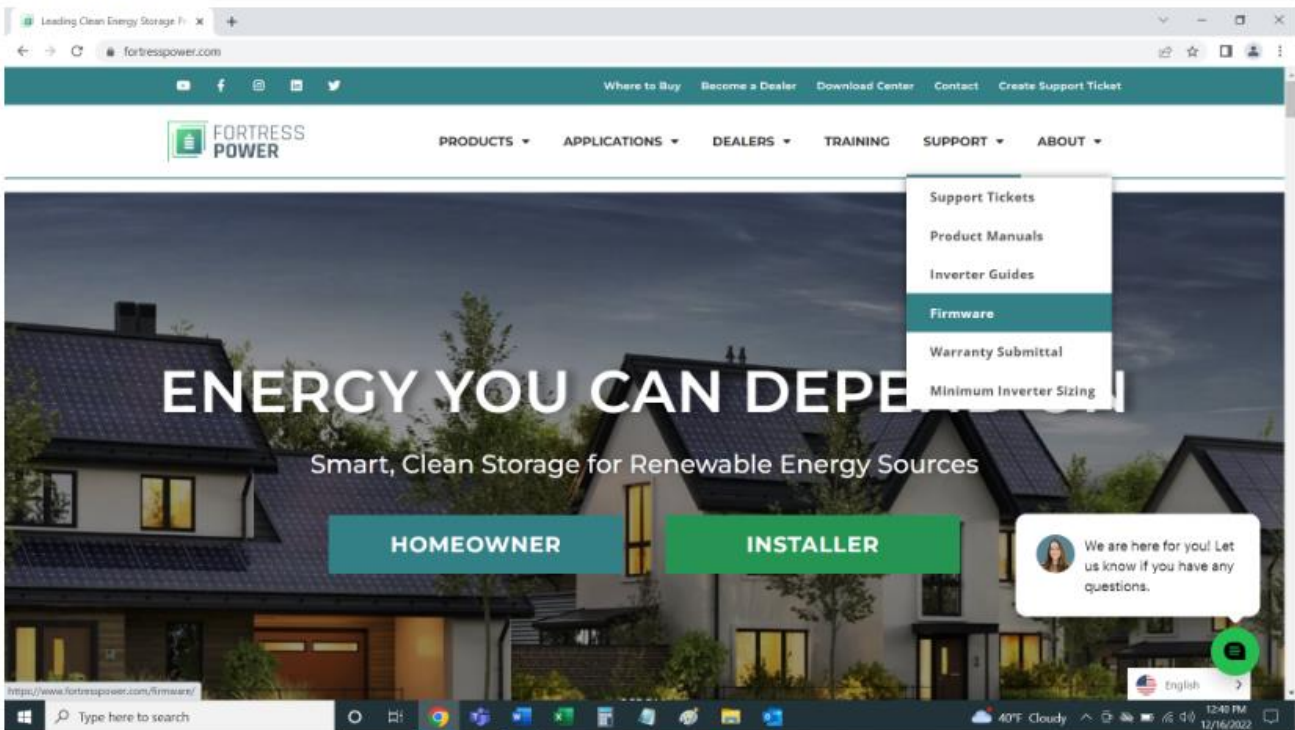 Leading Clean Energy Storage Pr
fortresspower.com
Where to Buy Become a Dealer Download Center Contact Create Support Ticket
FORTRESS
POWER
PRODUCTS APPLICATIONS DEALERS TRAINING SUPPORT ABOUT
Support Tickets
Product Manuals
Inverter Guides
Firmware
Warranty Submittal
Minimum Inverter Sizing
ENERGY YOU CAN DEPEND ON
Smart, Clean Storage for Renewable Energy Sources
HOMEOWNER INSTALLER
We are here for you! Let
us know if you have any
questions.
English
https://www.fortresspower.com/firmware/
Type here to search
40°F Cloudy
12:40 PM
12/16/2022